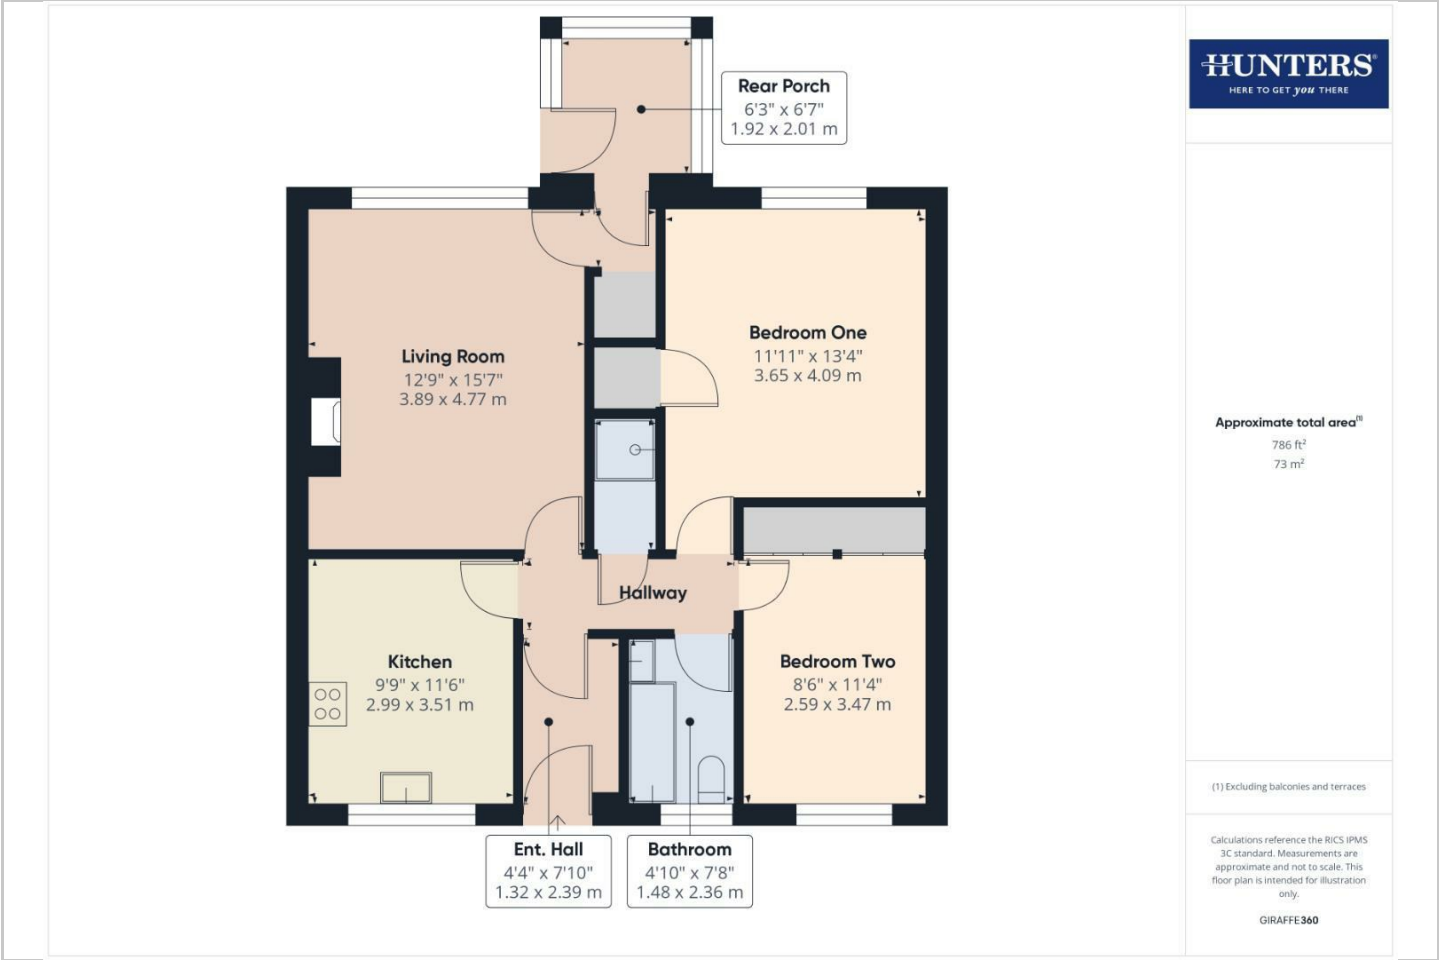 HUNTERS®
HERE TO GET you THERE
Rear Porch
6'3" x 6'7"
1.92 x 2.01 m
Bedroom One
11'11" x 13'4"
3.65 x 4.09 m
Living Room
12'9" x 15'7"
3.89 x 4.77 m
Approximate total area(1)
786 ft²
73 m²
Hallway
Kitchen
9'9" x 11'6"
2.99 x 3.51 m
Bedroom Two
8'6" x 11'4"
2.59 x 3.47 m
Ent. Hall
4'4" x 7'10"
1.32 x 2.39 m
Bathroom
4'10" x 7'8"
1.48 x 2.36 m
(1) Excluding balconies and terraces
Calculations reference the RICS IPMS
3C standard. Measurements are
approximate and not to scale. This
floor plan is intended for illustration
only.
GIRAFFE360